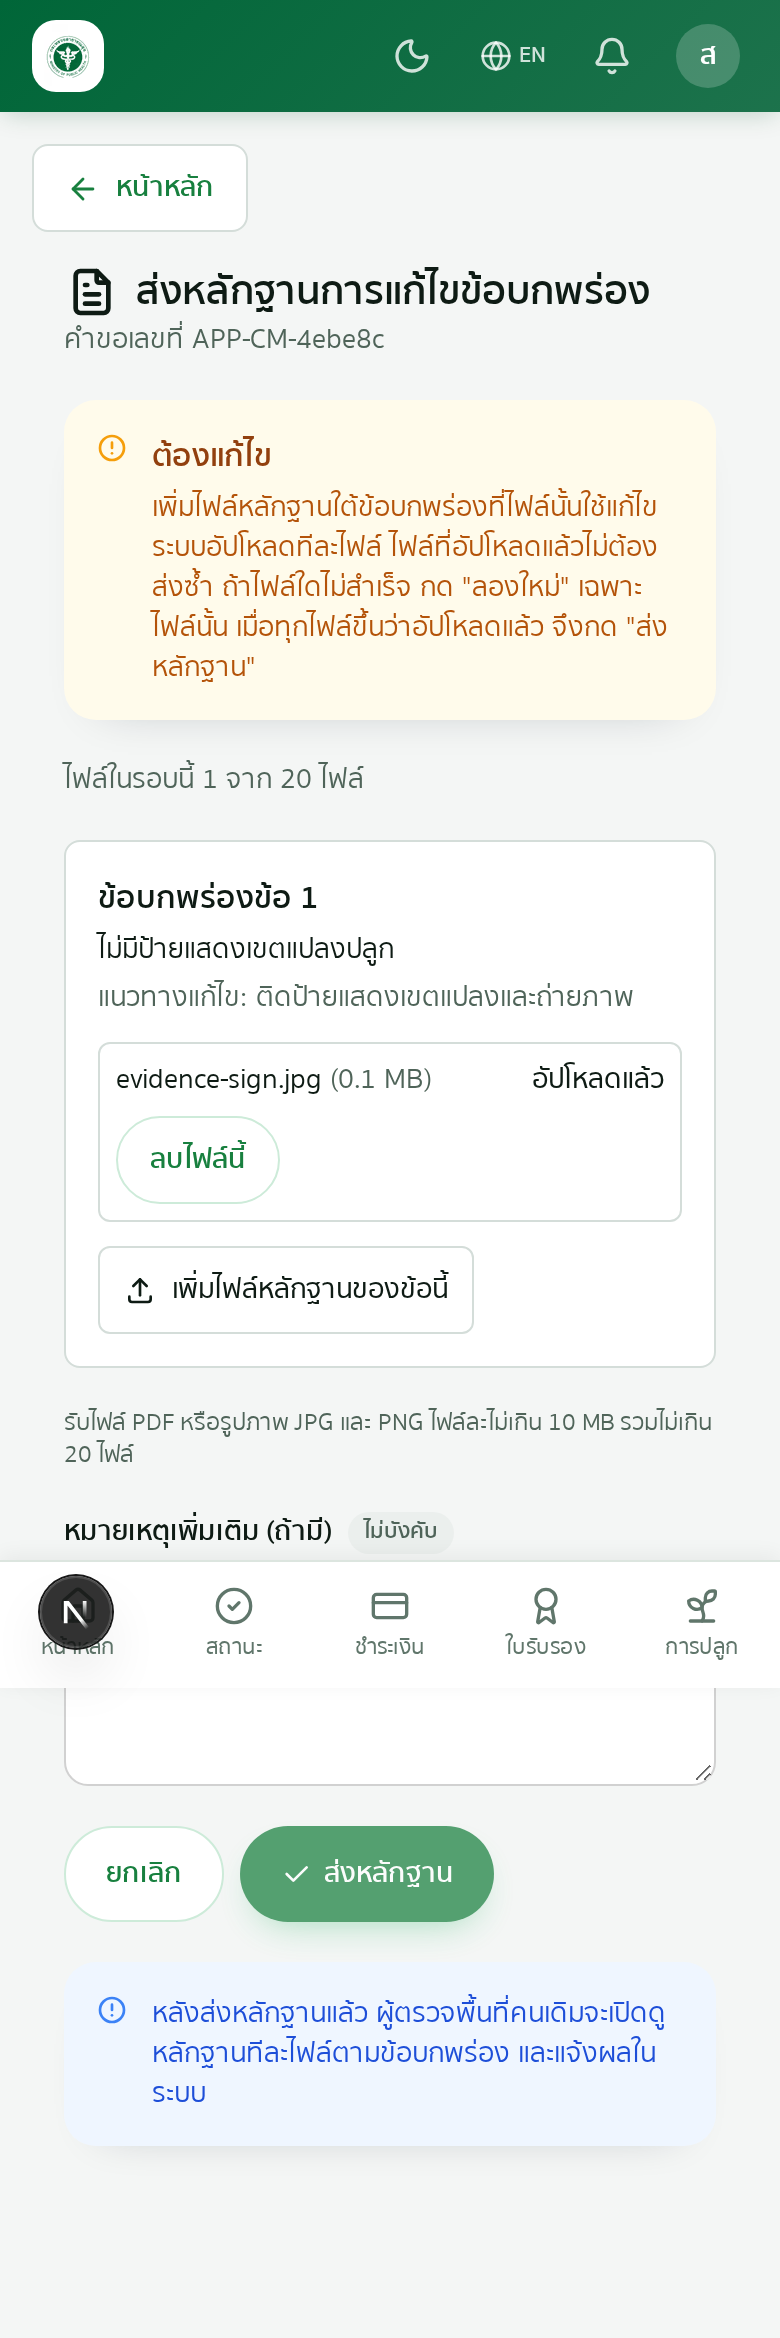 EN
ส
หน้าหลัก
ส่งหลักฐานการแก้ไขข้อบกพร่อง
คำขอเลขที่ APP-CM-4ebe8c
ต้องแก้ไข
เพิ่มไฟล์หลักฐานใต้ข้อบกพร่องที่ไฟล์นั้นใช้แก้ไข
ระบบอัปโหลดทีละไฟล์ ไฟล์ที่อัปโหลดแล้วไม่ต้อง
ส่งซ้ำ ถ้าไฟล์ใดไม่สำเร็จ กด "ลองใหม่" เฉพาะ
ไฟล์นั้น เมื่อทุกไฟล์ขึ้นว่าอัปโหลดแล้ว จึงกด "ส่ง
หลักฐาน"
ไฟล์ในรอบนี้ 1 จาก 20 ไฟล์
ข้อบกพร่องข้อ 1
ไม่มีป้ายแสดงเขตแปลงปลูก
แนวทางแก้ไข: ติดป้ายแสดงเขตแปลงและถ่ายภาพ
evidence-sign.jpg (0.1 MB) อัปโหลดแล้ว
ลบไฟล์นี้
เพิ่มไฟล์หลักฐานของข้อนี้
รับไฟล์ PDF หรือรูปภาพ JPG และ PNG ไฟล์ละไม่เกิน 10 MB รวมไม่เกิน
20 ไฟล์
หมายเหตุเพิ่มเติม (ถ้ามี) ไม่บังคับ
N
หน้าหลัก สถานะ ชำระเงิน ใบรับรอง การปลูก
ยกเลิก ส่งหลักฐาน
หลังส่งหลักฐานแล้ว ผู้ตรวจพื้นที่คนเดิมจะเปิดดู
หลักฐานทีละไฟล์ตามข้อบกพร่อง และแจ้งผลใน
ระบบ